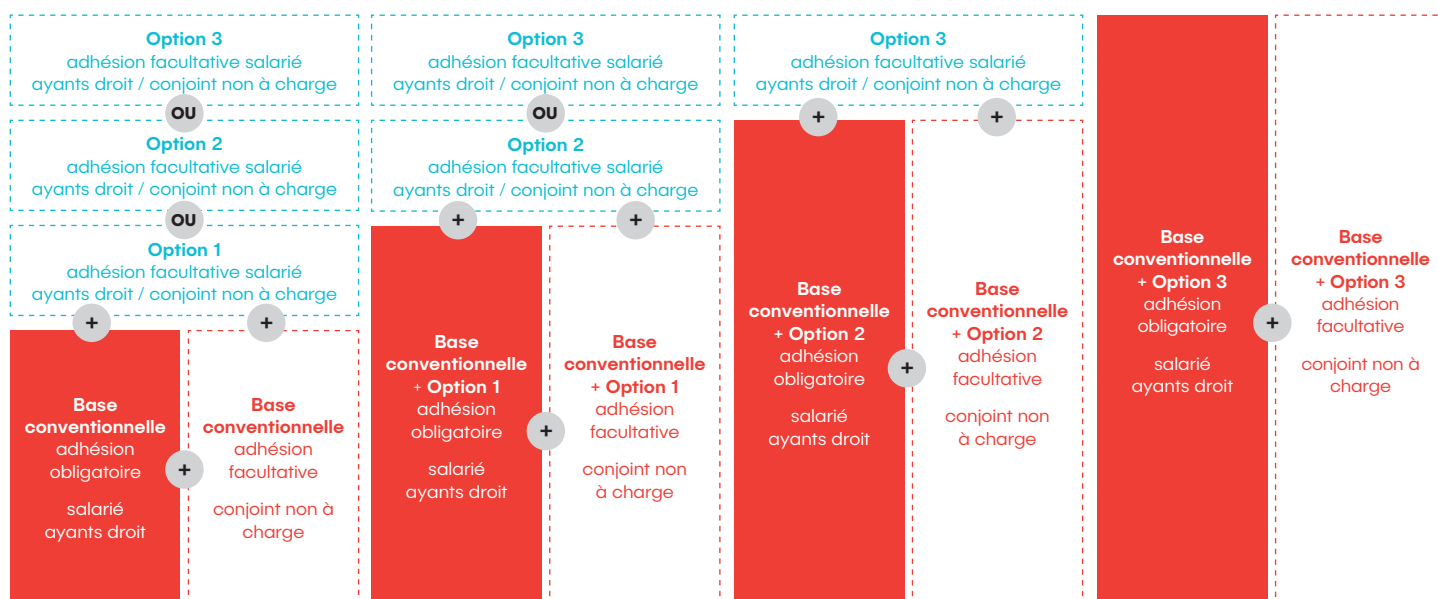 Option 3
adhésion facultative salarié
ayants droit / conjoint non à charge
OU
Option 2
adhésion facultative salarié
ayants droit / conjoint non à charge
OU
Option 1
adhésion facultative salarié
ayants droit / conjoint non à charge
+
+
Base
conventionnelle
adhésion
obligatoire
salarié
ayants droit
+
Base
conventionnelle
adhésion
facultative
conjoint non à
charge
Option 3
adhésion facultative salarié
ayants droit / conjoint non à charge
OU
Option 2
adhésion facultative salarié
ayants droit / conjoint non à charge
+
+
Base
conventionnelle
+ Option 1
adhésion
obligatoire
salarié
ayants droit
+
Base
conventionnelle
+ Option 1
adhésion
facultative
conjoint non
à charge
Option 3
adhésion facultative salarié
ayants droit / conjoint non à charge
+
+
Base
conventionnelle
+ Option 2
adhésion
obligatoire
salarié
ayants droit
+
Base
conventionnelle
+ Option 2
adhésion
facultative
conjoint non
à charge
Base
conventionnelle
+ Option 3
adhésion
obligatoire
salarié
ayants droit
+
Base
conventionnelle
+ Option 3
adhésion
facultative
conjoint non à
charge